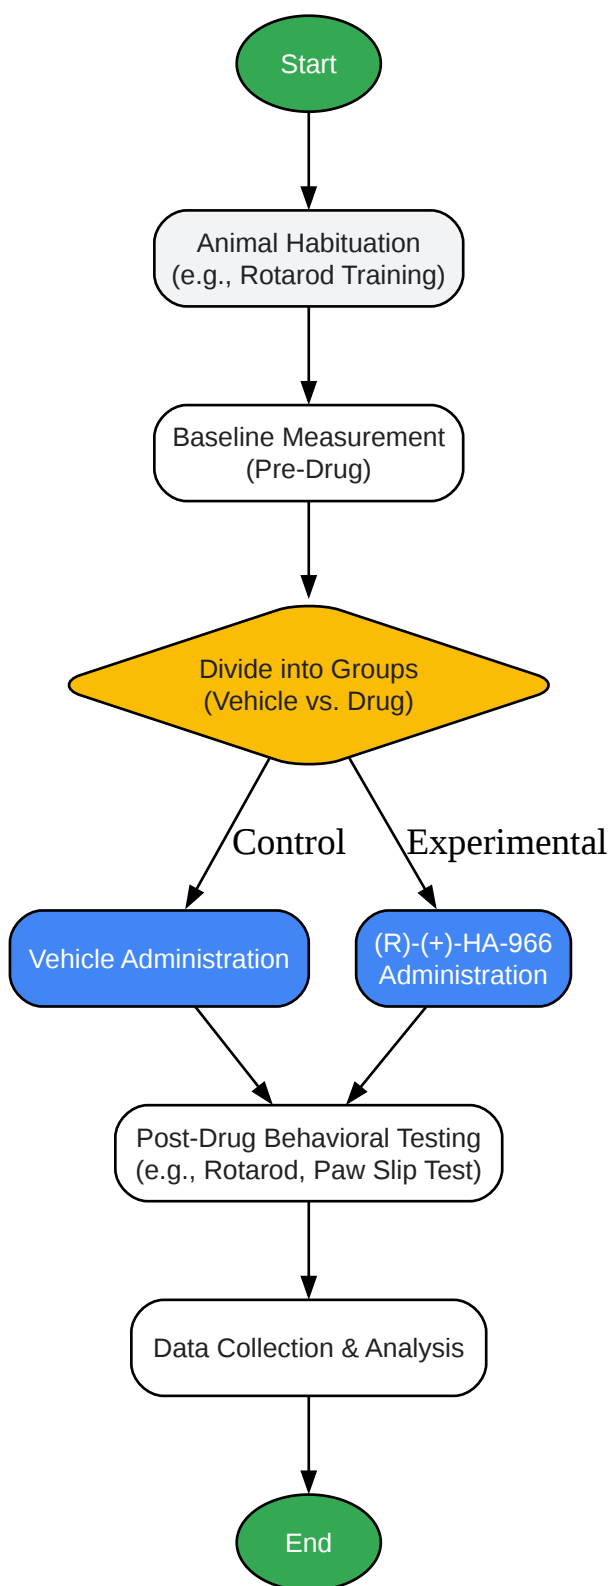 Start
Animal Habituation
(e.g., Rotarod Training)
Baseline Measurement
(Pre-Drug)
Divide into Groups
(Vehicle vs. Drug)
Control
Experimental
Vehicle Administration
(R)-(+)-HA-966
Administration
Post-Drug Behavioral Testing
(e.g., Rotarod, Paw Slip Test)
Data Collection & Analysis
End